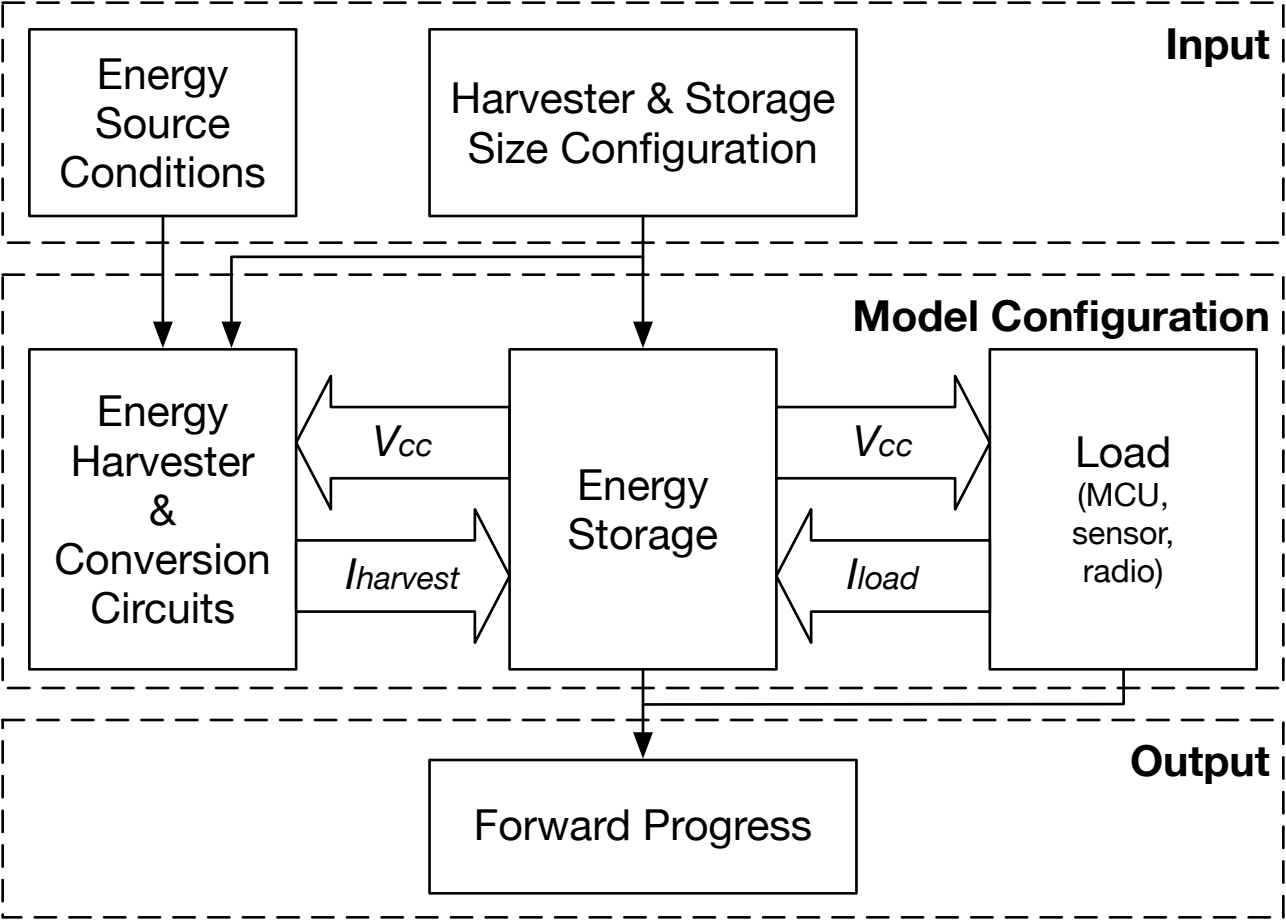 Input
Energy
Source
Conditions
Harvester & Storage
Size Configuration
Model Configuration
Energy
Harvester
&
Conversion
Circuits
Vcc
Iharvest
Energy
Storage
Vcc
Iload
Load
(MCU,
sensor,
radio)
Output
Forward Progress